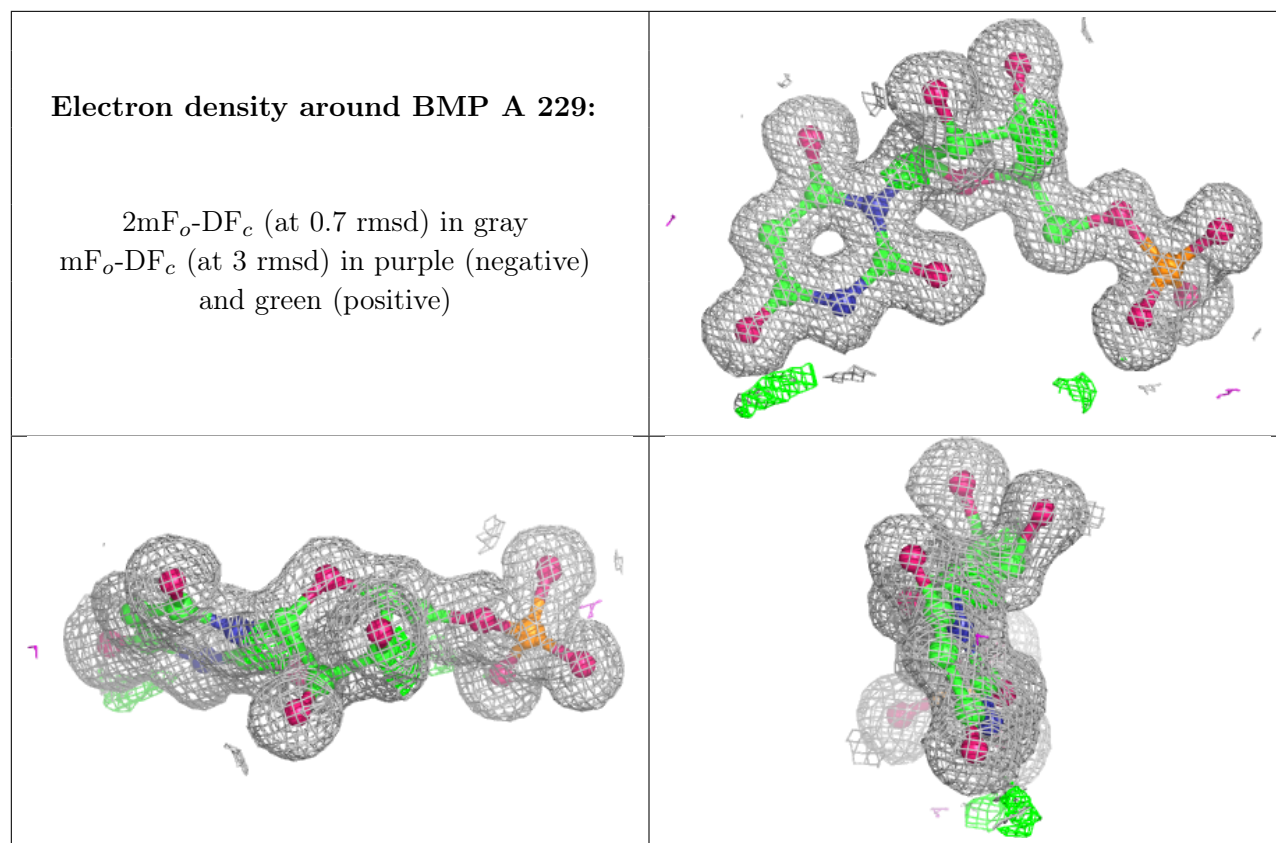 Electron density around BMP A 229:
2mFo-DFc (at 0.7 rmsd) in gray
mFo-DFc (at 3 rmsd) in purple (negative)
and green (positive)